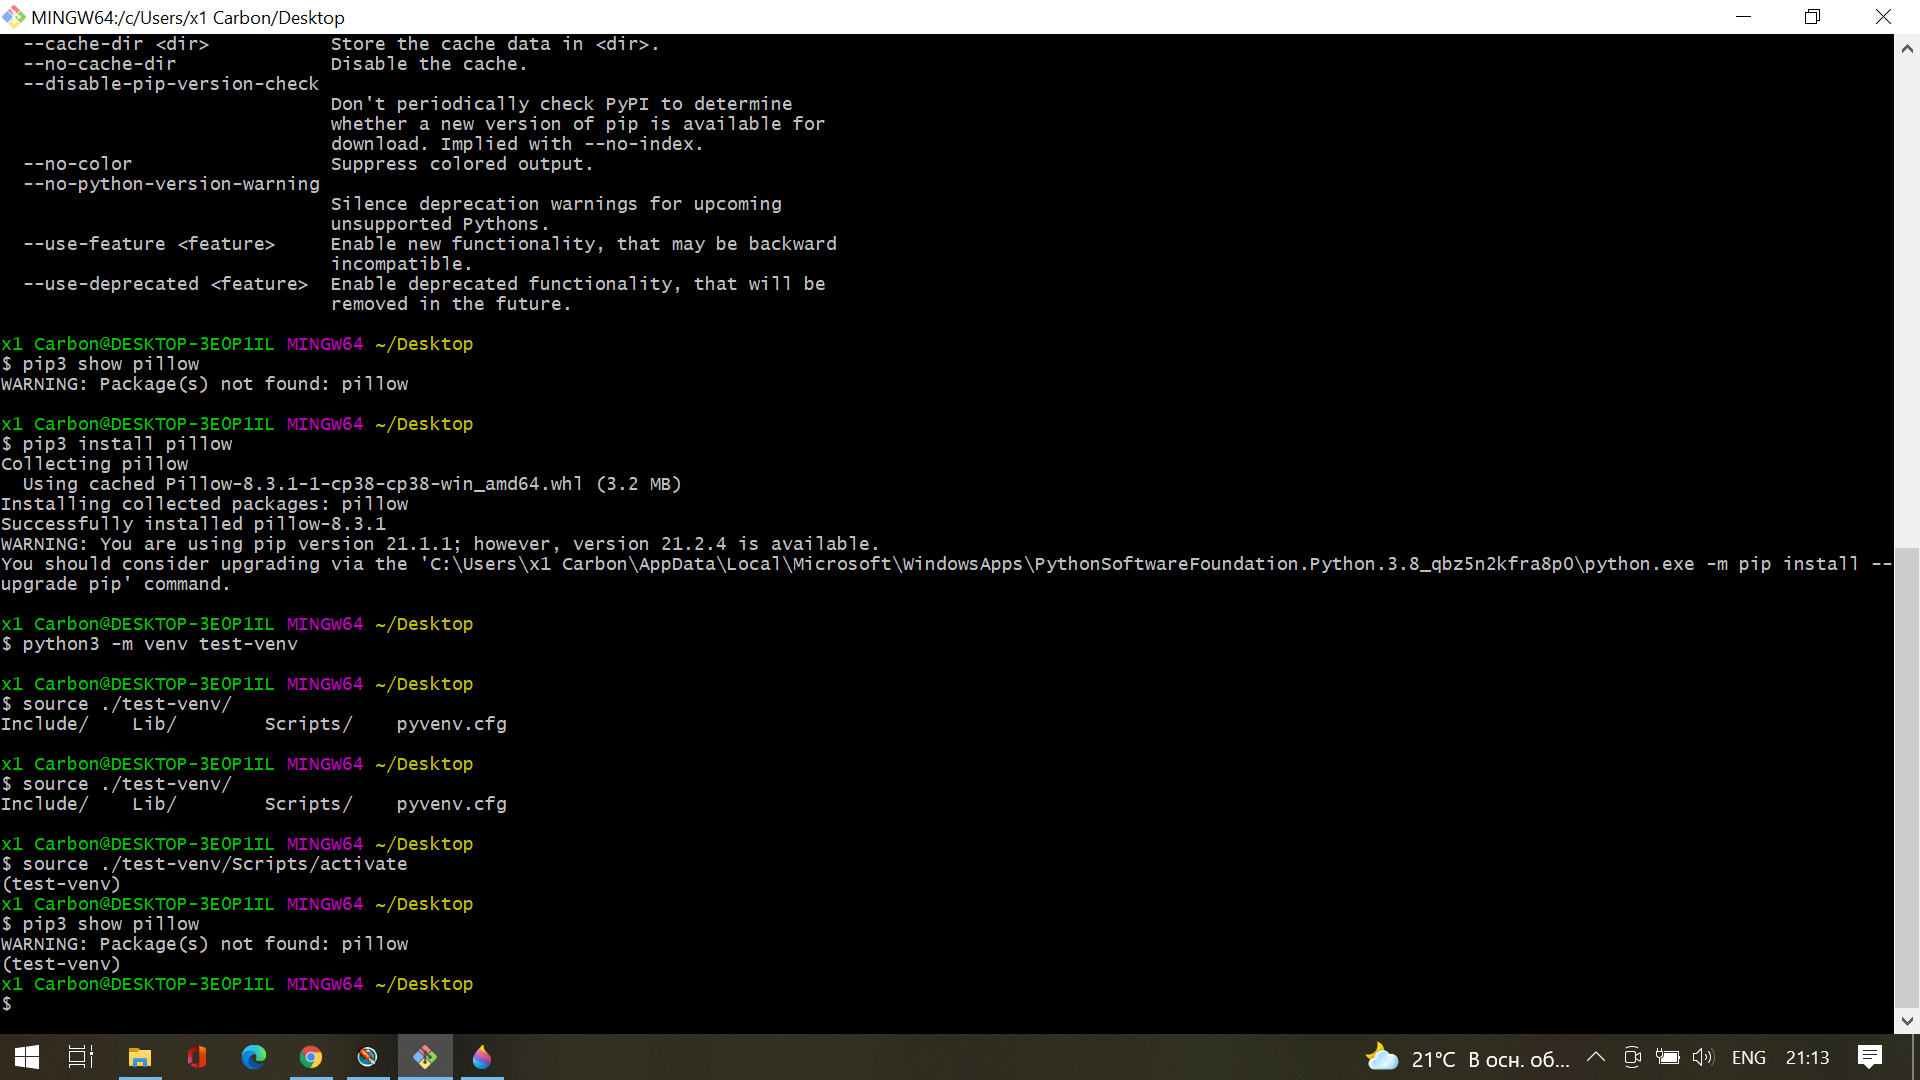 MINGW64:/c/Users/x1 Carbon/Desktop
--cache-dir <dir>           Store the cache data in <dir>.
--no-cache-dir              Disable the cache.
--disable-pip-version-check
Don't periodically check PyPI to determine
whether a new version of pip is available for
download. Implied with --no-index.
--no-color                  Suppress colored output.
--no-python-version-warning
Silence deprecation warnings for upcoming
unsupported Pythons.
--use-feature <feature>     Enable new functionality, that may be backward
incompatible.
--use-deprecated <feature>  Enable deprecated functionality, that will be
removed in the future.
x1 Carbon@DESKTOP-3E0P1IL MINGW64 ~/Desktop
$ pip3 show pillow
WARNING: Package(s) not found: pillow
x1 Carbon@DESKTOP-3E0P1IL MINGW64 ~/Desktop
$ pip3 install pillow
Collecting pillow
Using cached Pillow-8.3.1-1-cp38-cp38-win_amd64.whl (3.2 MB)
Installing collected packages: pillow
Successfully installed pillow-8.3.1
WARNING: You are using pip version 21.1.1; however, version 21.2.4 is available.
You should consider upgrading via the 'C:\Users\x1 Carbon\AppData\Local\Microsoft\WindowsApps\PythonSoftwareFoundation.Python.3.8_qbz5n2kfra8p0\python.exe -m pip install --
upgrade pip' command.
x1 Carbon@DESKTOP-3E0P1IL MINGW64 ~/Desktop
$ python3 -m venv test-venv
x1 Carbon@DESKTOP-3E0P1IL MINGW64 ~/Desktop
$ source ./test-venv/
Include/    Lib/        Scripts/    pyvenv.cfg
x1 Carbon@DESKTOP-3E0P1IL MINGW64 ~/Desktop
$ source ./test-venv/
Include/    Lib/        Scripts/    pyvenv.cfg
x1 Carbon@DESKTOP-3E0P1IL MINGW64 ~/Desktop
$ source ./test-venv/Scripts/activate
(test-venv)
x1 Carbon@DESKTOP-3E0P1IL MINGW64 ~/Desktop
$ pip3 show pillow
WARNING: Package(s) not found: pillow
(test-venv)
x1 Carbon@DESKTOP-3E0P1IL MINGW64 ~/Desktop
$
21°C В осн. об... ENG 21:13